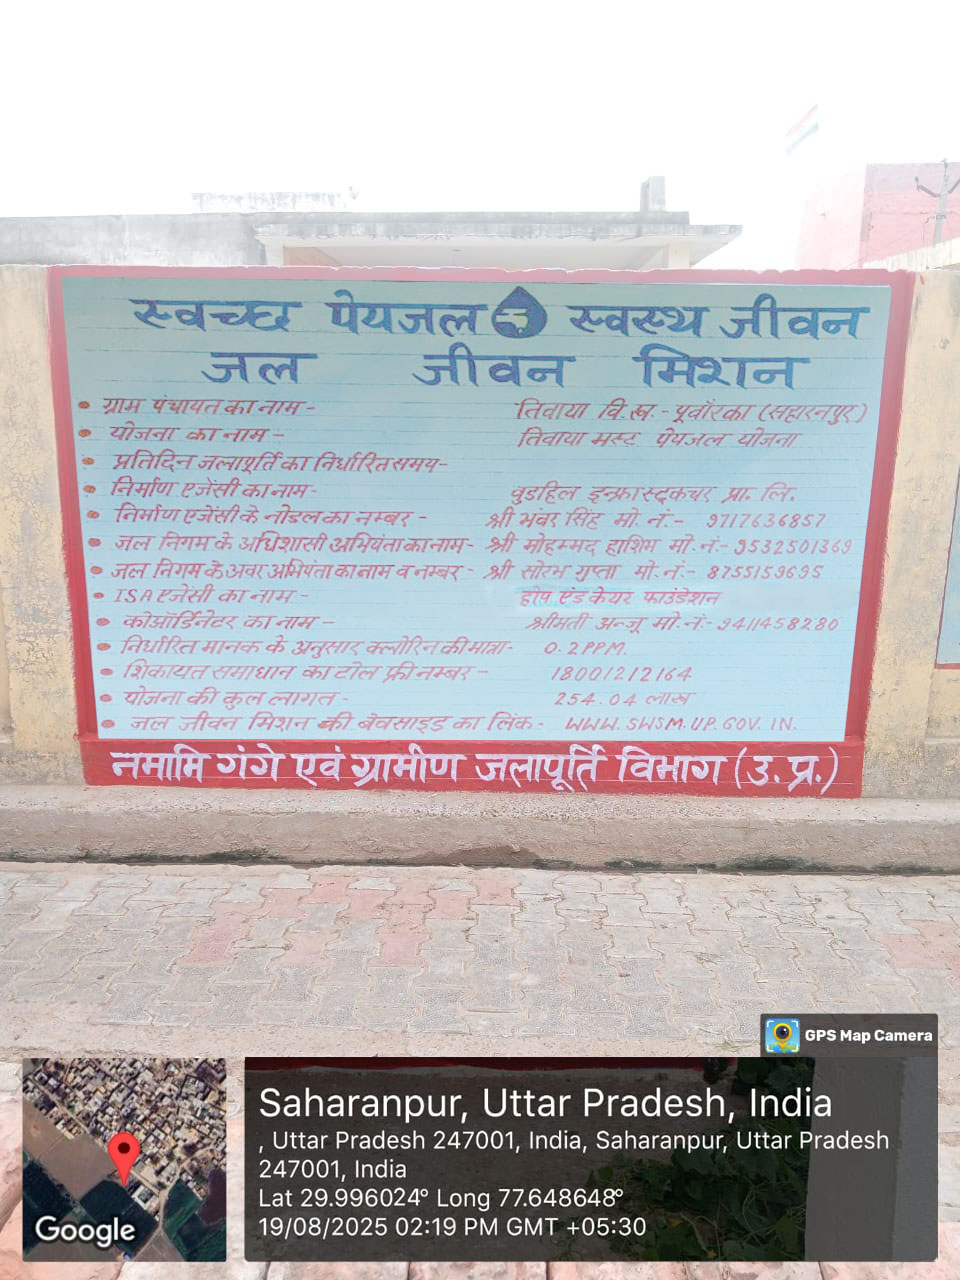 स्वच्छ पेयजल स्वस्थ जीवन
जल जीवन मिशन
• ग्राम पंचायत का नाम - तिवाया वि.ख. - पुवाँरका (सहारनपुर)
• योजना का नाम - तिवाया मस्ट पेयजल योजना
• प्रतिदिन जलापूर्ति का निर्धारित समय-
• निर्माण एजेंसी का नाम- वुडहिल इन्फ्रास्ट्रक्चर प्रा. लि.
• निर्माण एजेंसी के नोडल का नम्बर - श्री भंवर सिंह मो. नं.- 9717636857
• जल निगम के अधिशासी अभियंता का नाम- श्री मोहम्मद हाशिम मो. नं.- 9532501369
• जल निगम के अवर अभियंता का नाम व नम्बर - श्री सोरभ गुप्ता मो. नं.- 8755159695
• ISA एजेंसी का नाम - होप एंड केयर फाउंडेशन
• कोऑर्डिनेटर का नाम - श्रीमती अन्जू मो. नं.- 9411458280
• निर्धारित मानक के अनुसार क्लोरिन की मात्रा- 0.2 PPM.
• शिकायत समाधान का टोल फ्री नम्बर - 18001212164
• योजना की कुल लागत - 254.04 लाख
• जल जीवन मिशन की बेवसाइड का लिंक- WWW.SWSM.UP.GOV.IN.
नमामि गंगे एवं ग्रामीण जलापूर्ति विभाग (उ.प्र.)
GPS Map Camera
Saharanpur, Uttar Pradesh, India
, Uttar Pradesh 247001, India, Saharanpur, Uttar Pradesh
247001, India
Lat 29.996024° Long 77.648648°
19/08/2025 02:19 PM GMT +05:30
Google